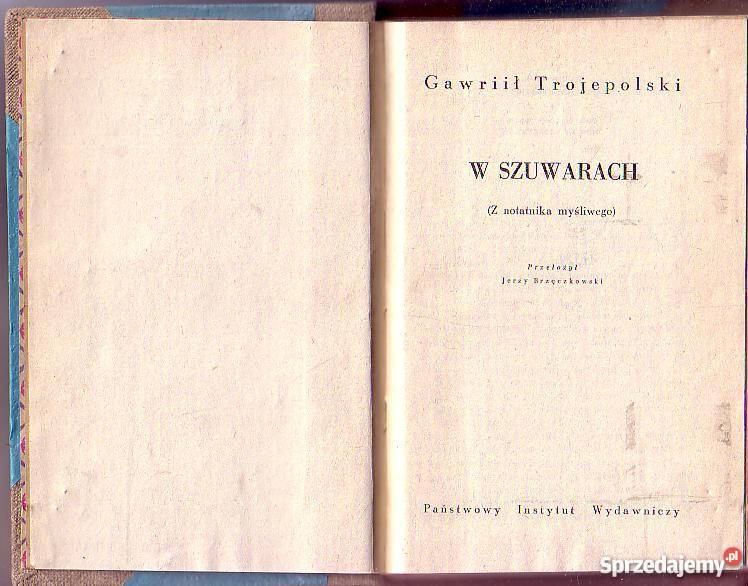 Gawriił Trojepolski
W SZUWARACH
(Z notatnika myśliwego)
Przełożył
Jerzy Brzęczkowski
Państwowy Instytut Wydawniczy
Sprzedajemy.pl